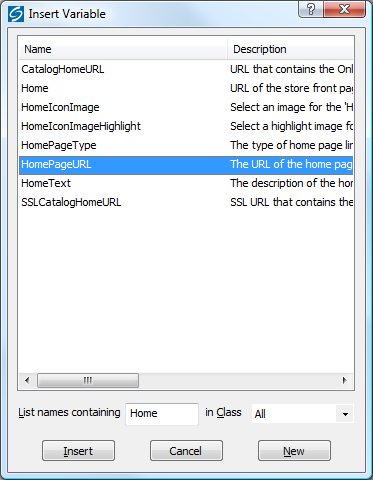 Insert Variable
Name Description
CatalogHomeURL URL that contains the Onl
Home URL of the store front pag
HomeIconImage Select an image for the 'H
HomeIconImageHighlight Select a highlight image fo
HomePageType The type of home page lin
HomePageURL The URL of the home pag
HomeText The description of the hom
SSLCatalogHomeURL SSL URL that contains the
List names containing Home in Class All
Insert Cancel New